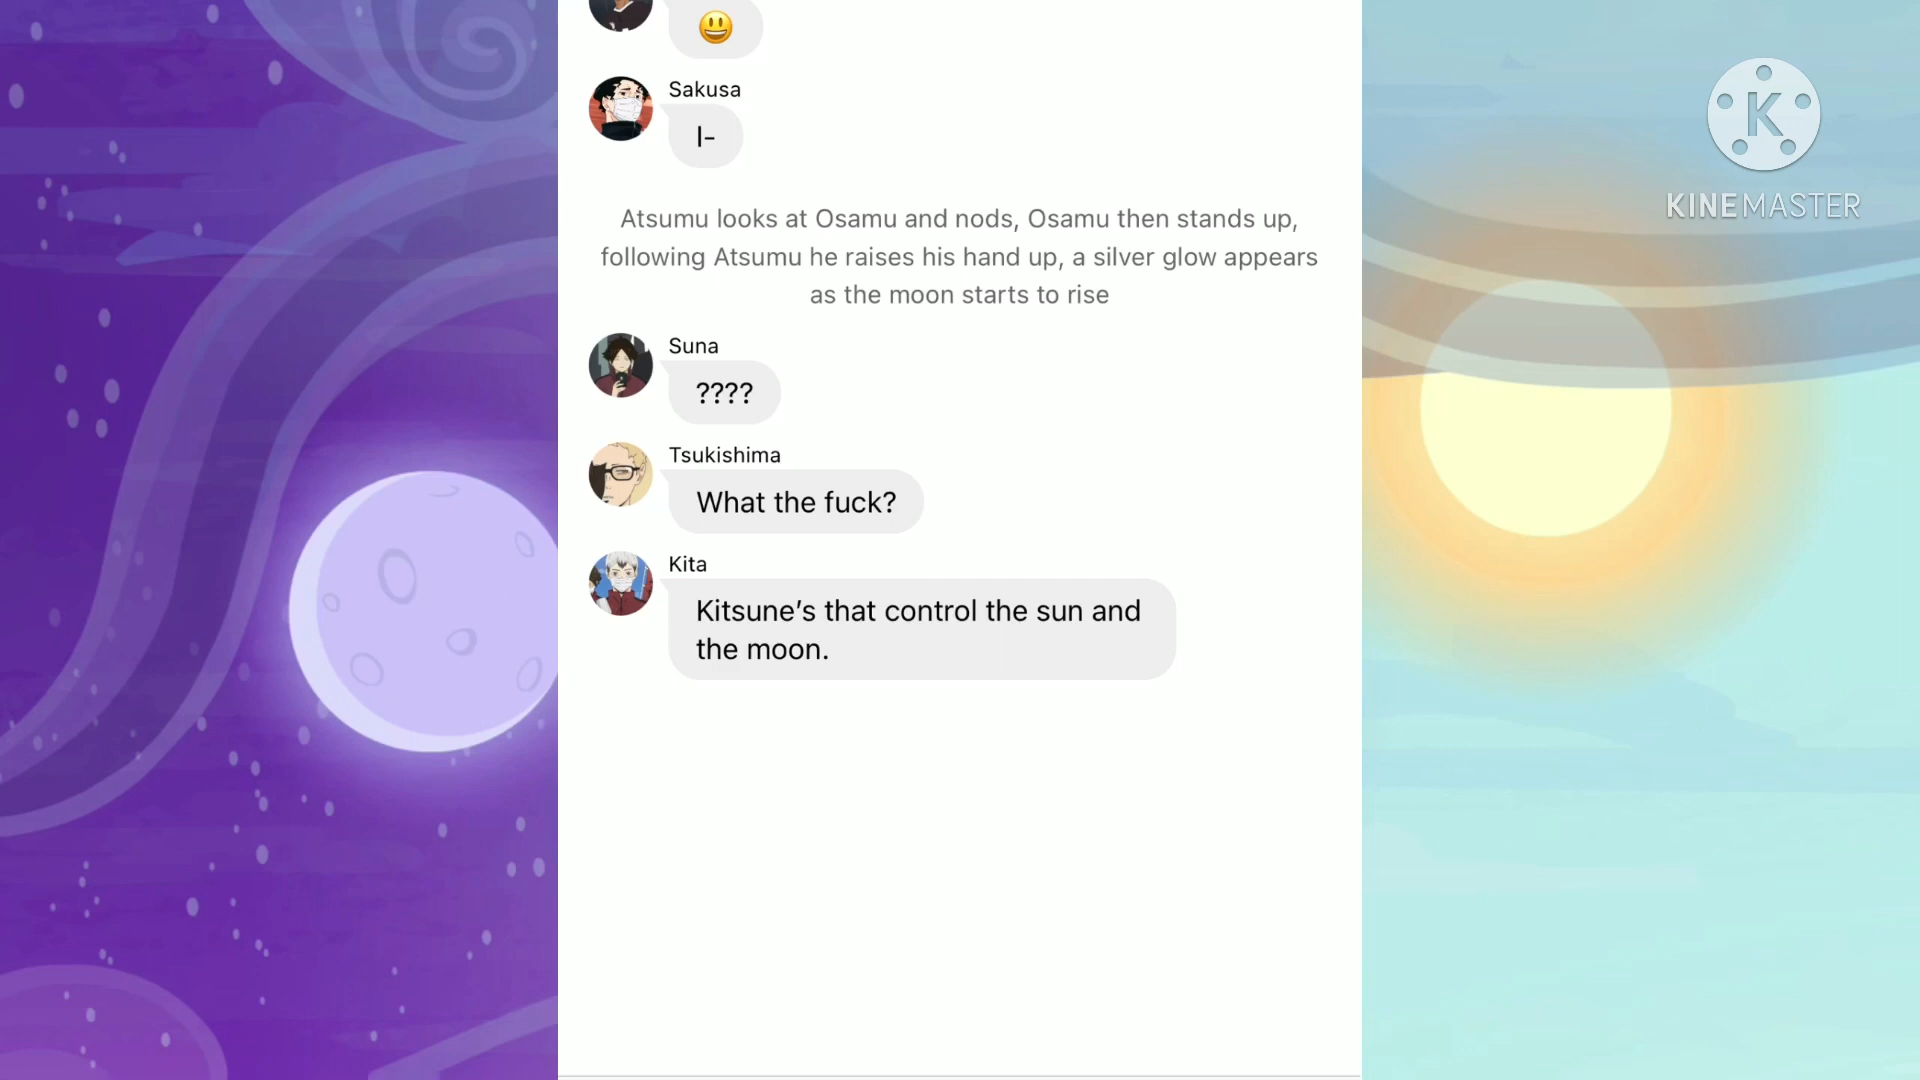 😃
Sakusa
I-
Atsumu looks at Osamu and nods, Osamu then stands up,
following Atsumu he raises his hand up, a silver glow appears
as the moon starts to rise
Suna
????
Tsukishima
What the fuck?
Kita
Kitsune’s that control the sun and
the moon.
K
KINEMASTER